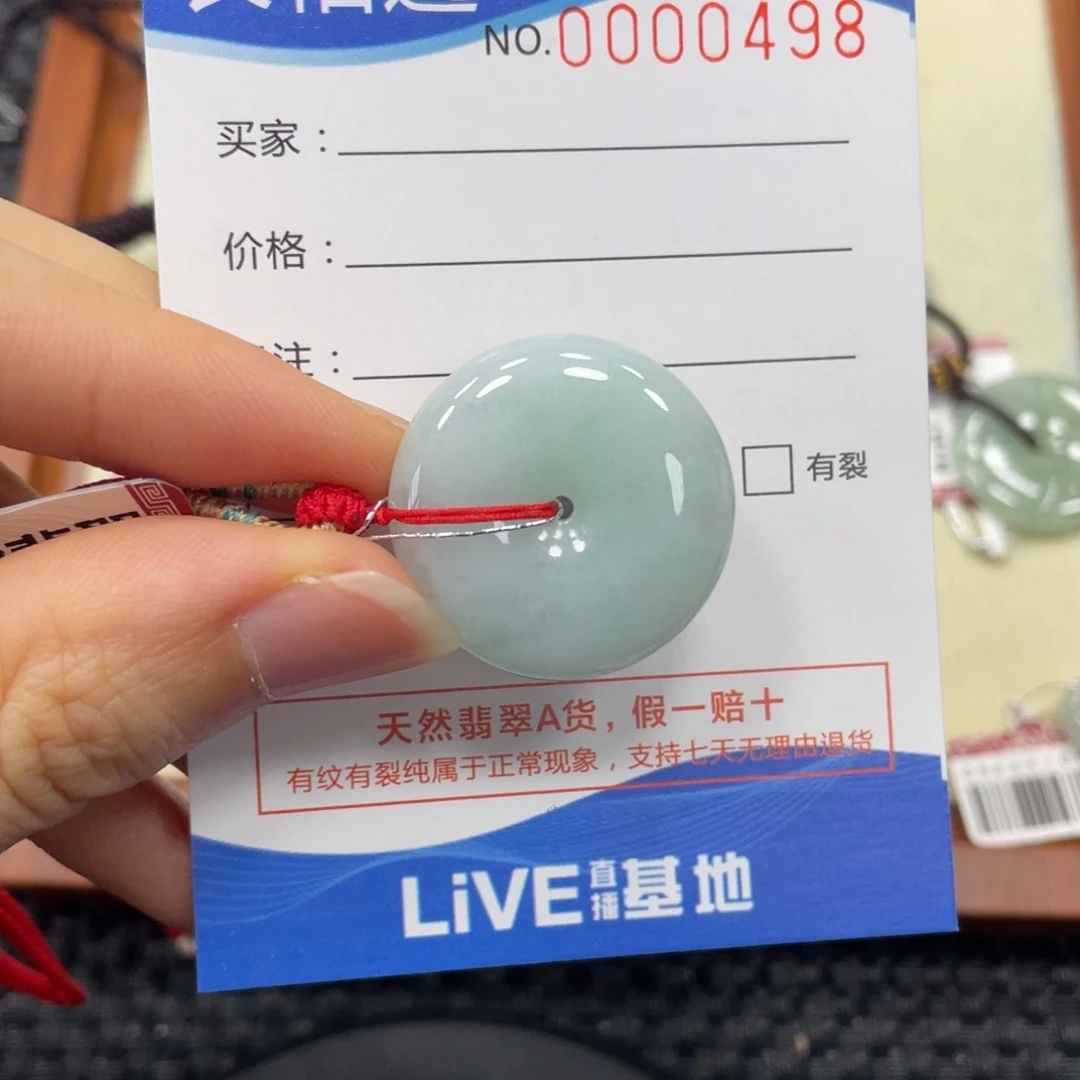 NO.0000498
买家：
价格：
注：
有裂
天然翡翠A货，假一赔十
有纹有裂纯属于正常现象，支持七天无理由退货
LiVE直播基地